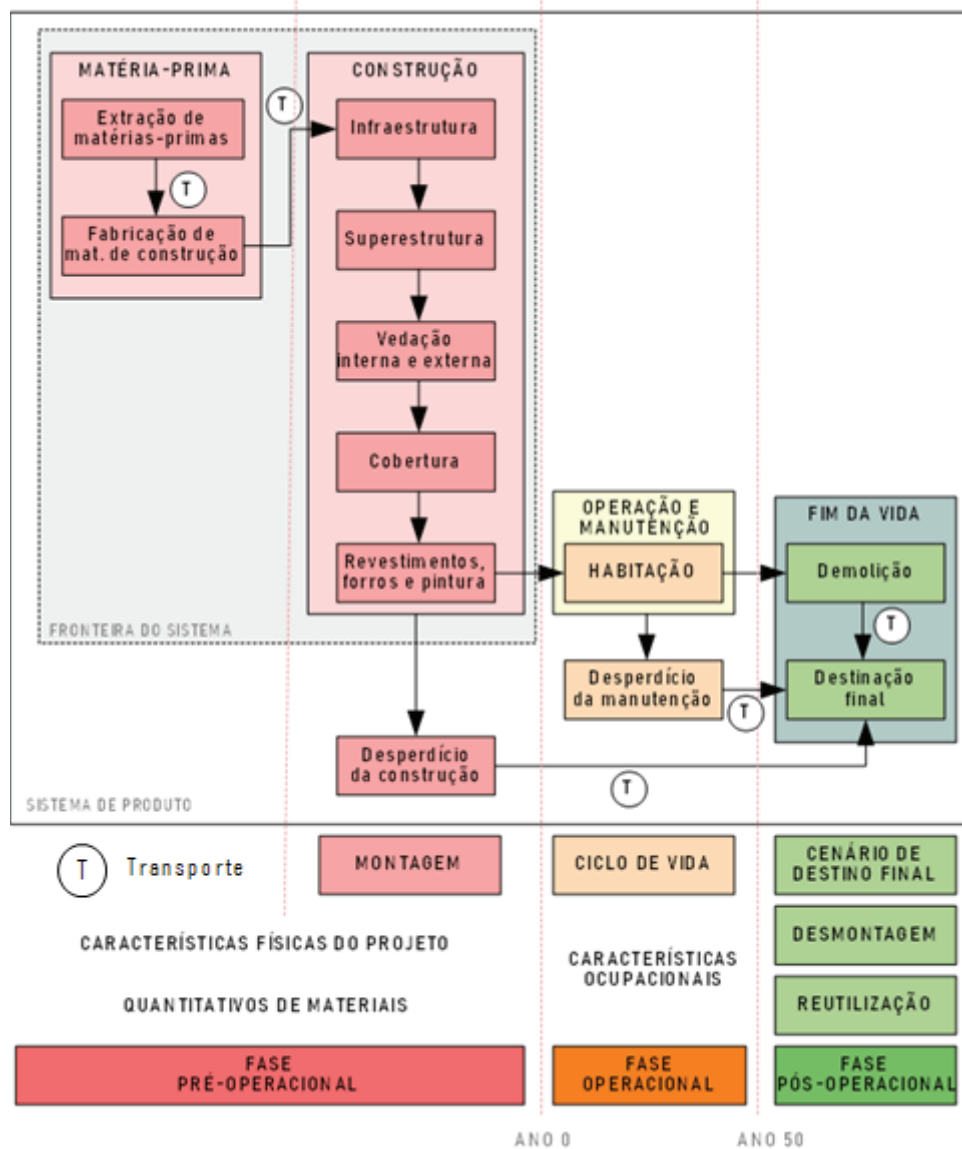 MATÉRIA-PRIMA
Extração de
matérias-primas
T
Fabricação de
mat. de construção
T
CONSTRUÇÃO
Infraestrutura
Superestrutura
Vedação
interna e externa
Cobertura
Revestimentos,
forros e pintura
FRONTEIRA DO SISTEMA
OPERAÇÃO E
MANUTENÇÃO
HABITAÇÃO
Desperdício
da manutenção
T
FIM DA VIDA
Demolição
T
Destinação
final
Desperdício
da construção
T
SISTEMA DE PRODUTO
T Transporte
MONTAGEM
CICLO DE VIDA
CENÁRIO DE
DESTINO FINAL
DESMONTAGEM
REUTILIZAÇÃO
CARACTERÍSTICAS FÍSICAS DO PROJETO
QUANTITATIVOS DE MATERIAIS
CARACTERÍSTICAS
OCUPACIONAIS
FASE
PRÉ-OPERACIONAL
FASE
OPERACIONAL
FASE
PÓS-OPERACIONAL
ANO 0
ANO 50